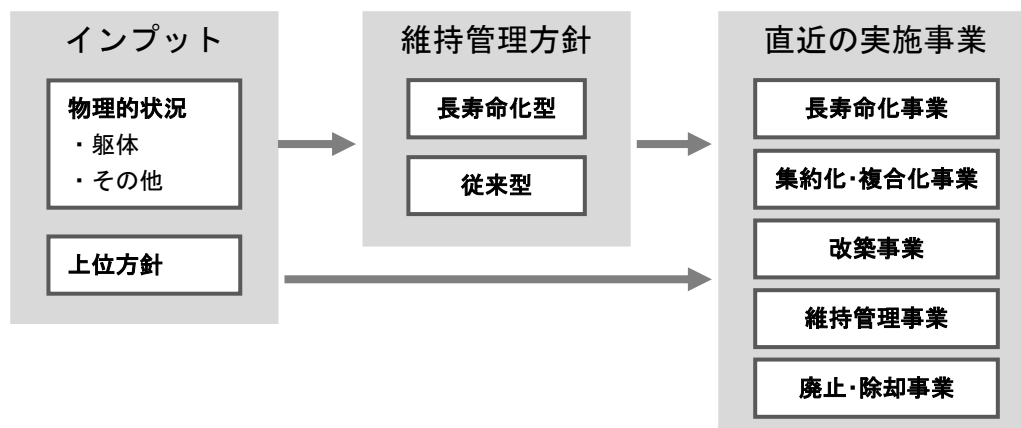 インプット
物理的状況
・躯体
・その他
上位方針
維持管理方針
長寿命化型
従来型
直近の実施事業
長寿命化事業
集約化・複合化事業
改築事業
維持管理事業
廃止・除却事業